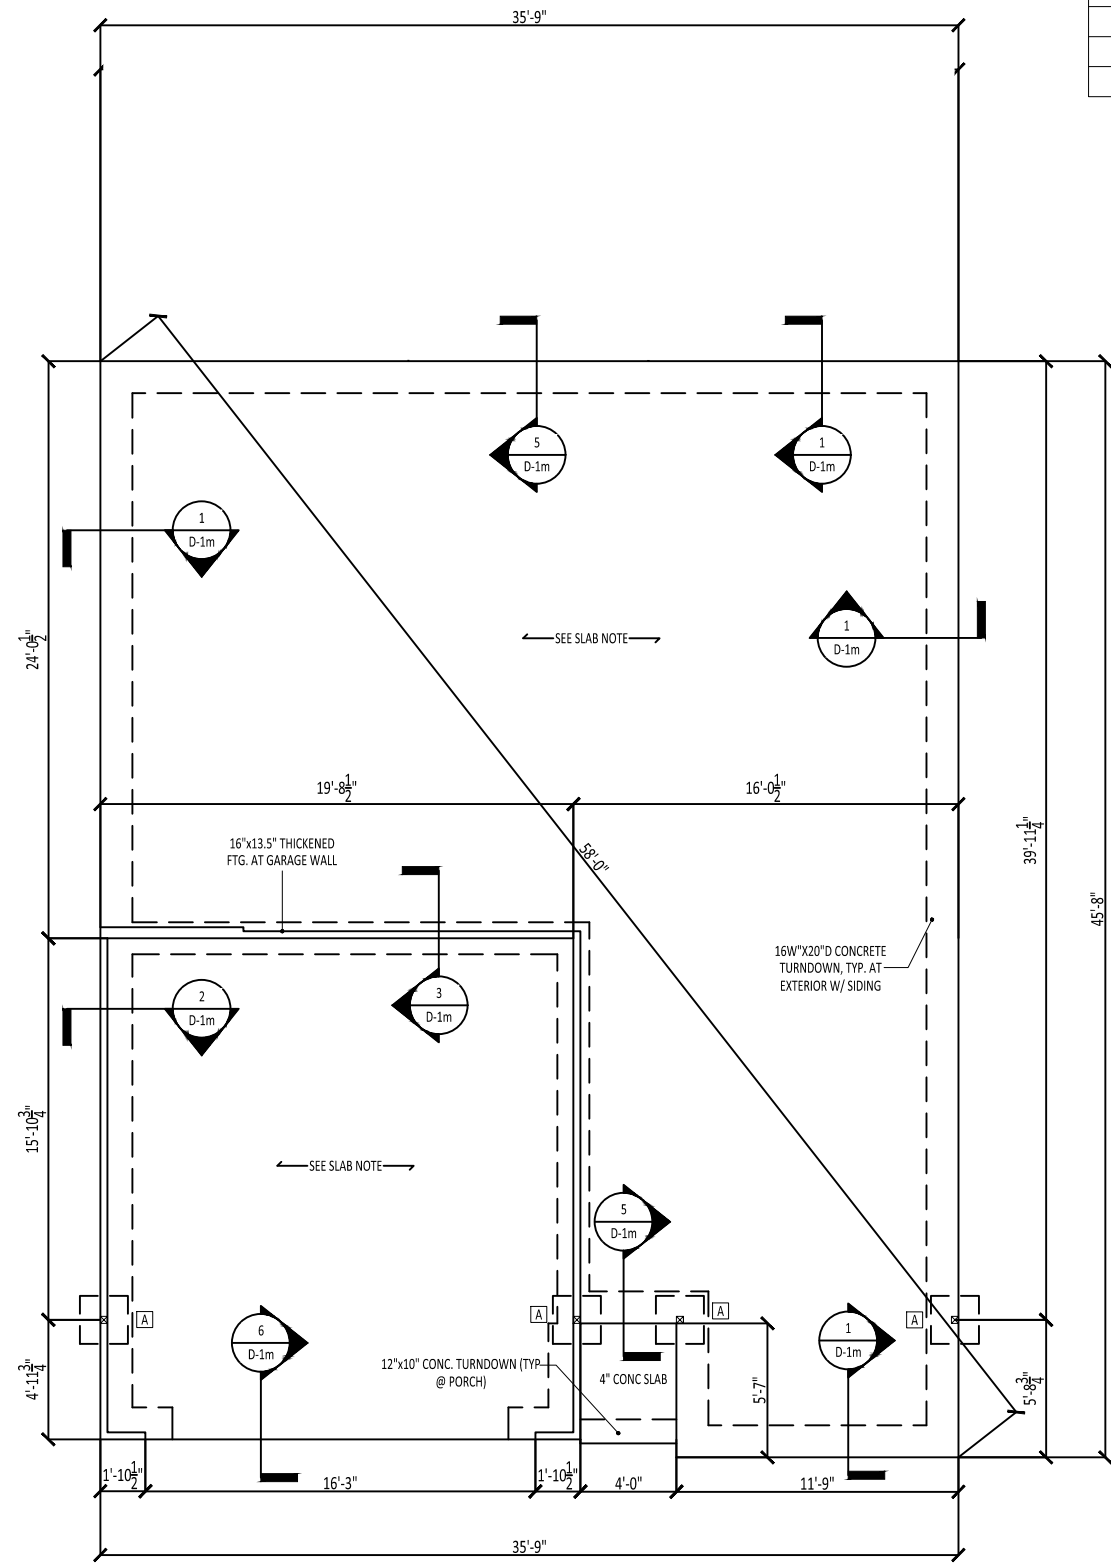 35'-9"
5
D-1m
1
D-1m
1
D-1m
24'-0 1/2"
SEE SLAB NOTE
1
D-1m
19'-8 1/2"
16'-0 1/2"
39'-11 1/4"
45'-8"
16"x13.5" THICKENED
FTG. AT GARAGE WALL
58'-0"
16W"X20"D CONCRETE
TURNDOWN, TYP. AT
EXTERIOR W/ SIDING
2
D-1m
3
D-1m
15'-10 3/4"
SEE SLAB NOTE
5
D-1m
A
A
A
A
6
D-1m
1
D-1m
12"x10" CONC. TURNDOWN (TYP
@ PORCH)
4" CONC SLAB
4'-11 3/4"
5'-7"
5'-8 3/4"
1'-10 1/2"
16'-3"
1'-10 1/2"
4'-0"
11'-9"
35'-9"